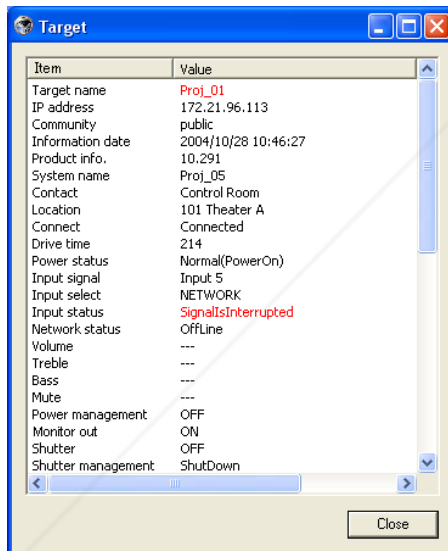 Target
Item Value
Target name Proj_01
IP address 172.21.96.113
Community public
Information date 2004/10/28 10:46:27
Product info. 10.291
System name Proj_05
Contact Control Room
Location 101 Theater A
Connect Connected
Drive time 214
Power status Normal(PowerOn)
Input signal Input 5
Input select NETWORK
Input status SignalIsInterrupted
Network status OffLine
Volume ---
Treble ---
Bass ---
Mute ---
Power management OFF
Monitor out ON
Shutter OFF
Shutter management ShutDown
Close